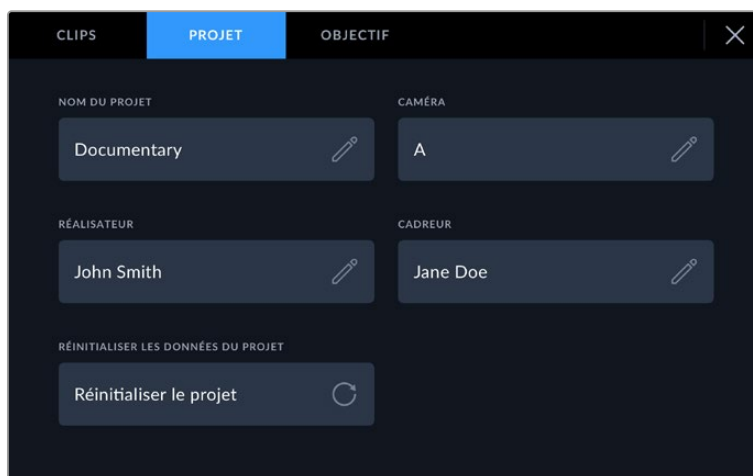 CLIPS PROJET OBJECTIF
NOM DU PROJET CAMÉRA
Documentary A
RÉALISATEUR CADREUR
John Smith Jane Doe
RÉINITIALISER LES DONNÉES DU PROJET
Réinitialiser le projet